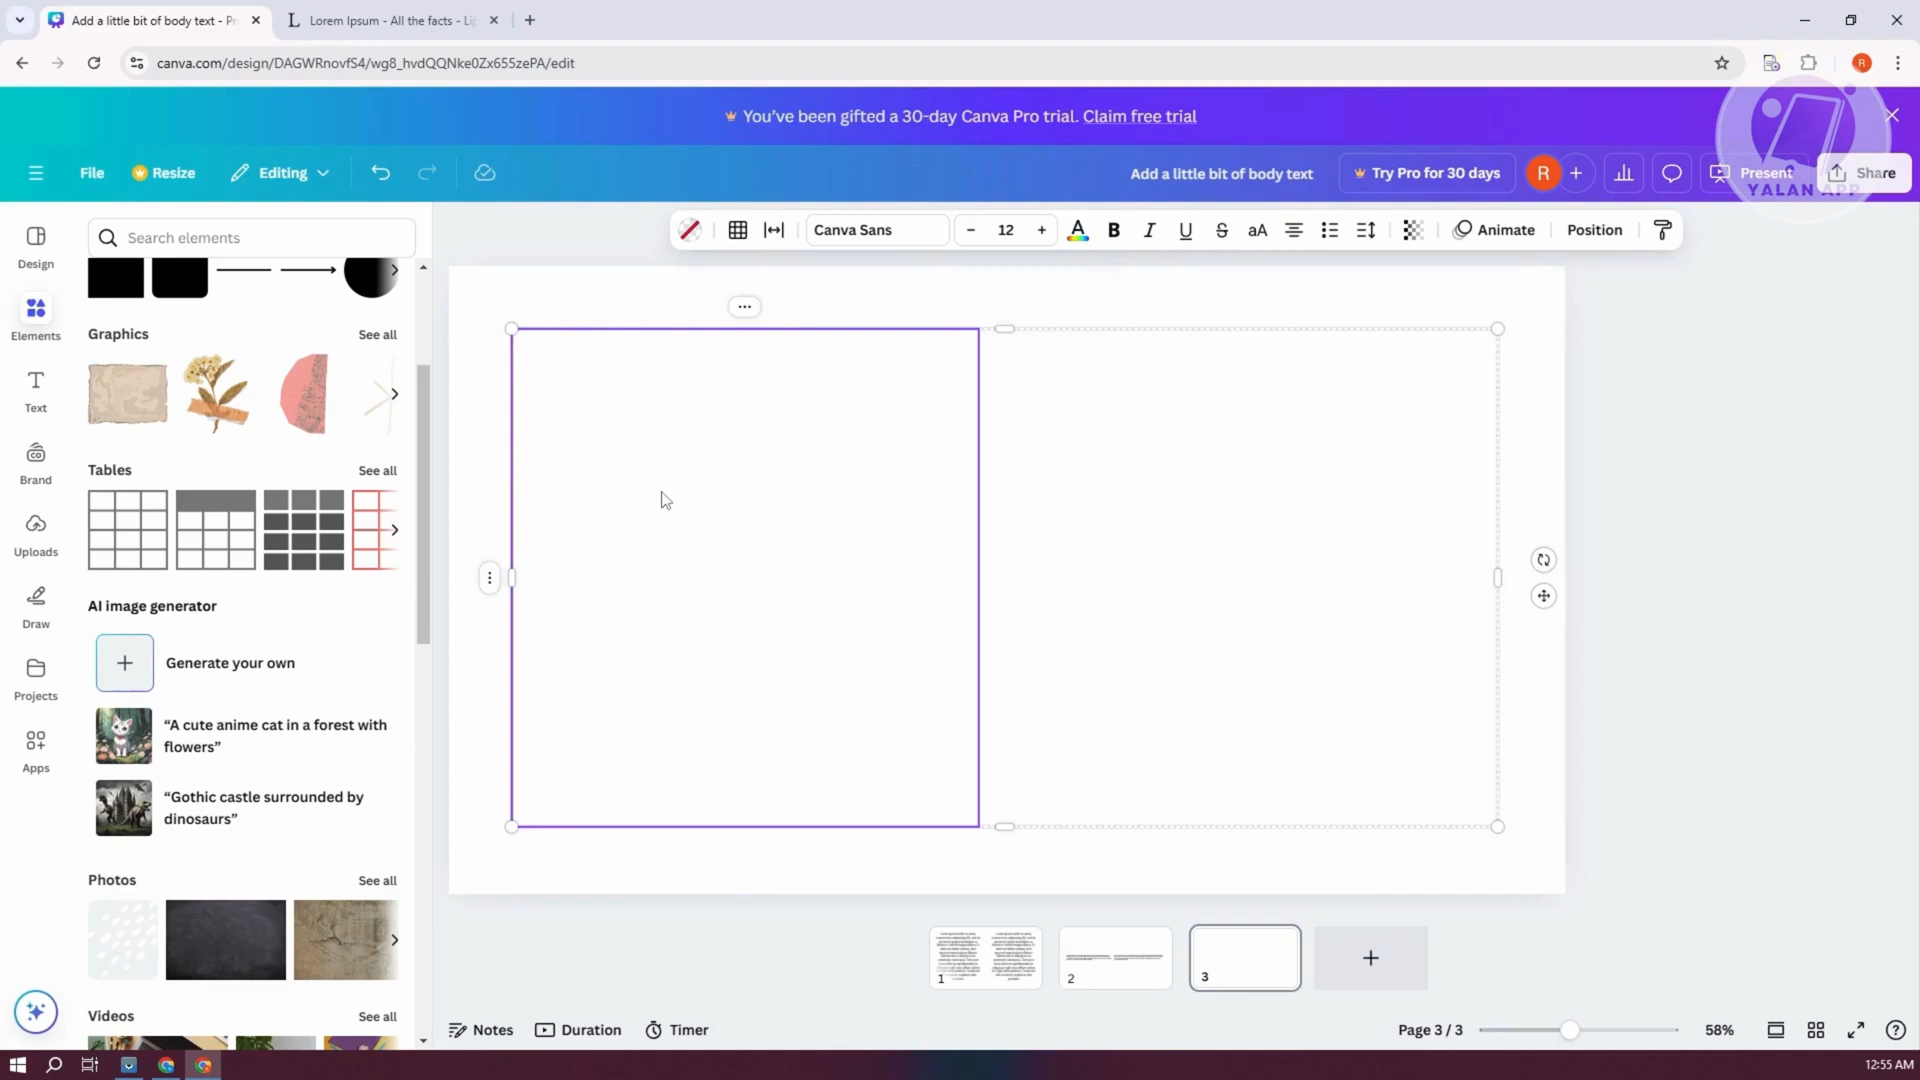 Add a little bit of body text - Pr
Lorem Ipsum - All the facts - Li
canva.com/design/DAGWRnovfS4/wg8_hvdQQNke0Zx655zePA/edit
You've been gifted a 30-day Canva Pro trial. Claim free trial
File
Resize
Editing
Add a little bit of body text
Try Pro for 30 days
R
Present
Share
YALAN APP
Design
Elements
Text
Brand
Uploads
Draw
Projects
Apps
Search elements
Canva Sans
12
A
B
I
U
S
aA
Animate
Position
Graphics
See all
Tables
See all
AI image generator
Generate your own
“A cute anime cat in a forest with
flowers”
“Gothic castle surrounded by
dinosaurs”
Photos
See all
Videos
See all
1
2
3
Notes
Duration
Timer
Page 3 / 3
58%
12:55 AM